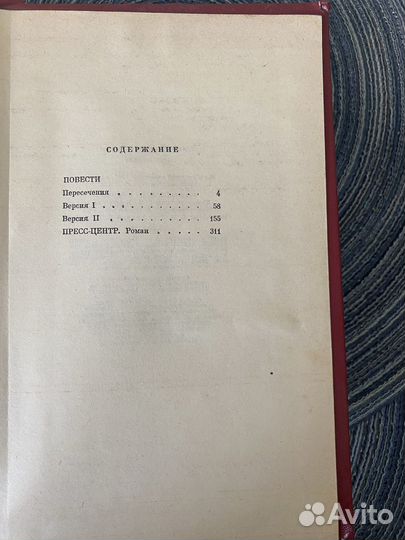 СОДЕРЖАНИЕ
ПОВЕСТИ
Пересечения . . . . . . . . . 4
Версия I . . . . . . . . . . 58
Версия II . . . . . . . . . . 155
ПРЕСС-ЦЕНТР. Роман . . . . . 311
Avito